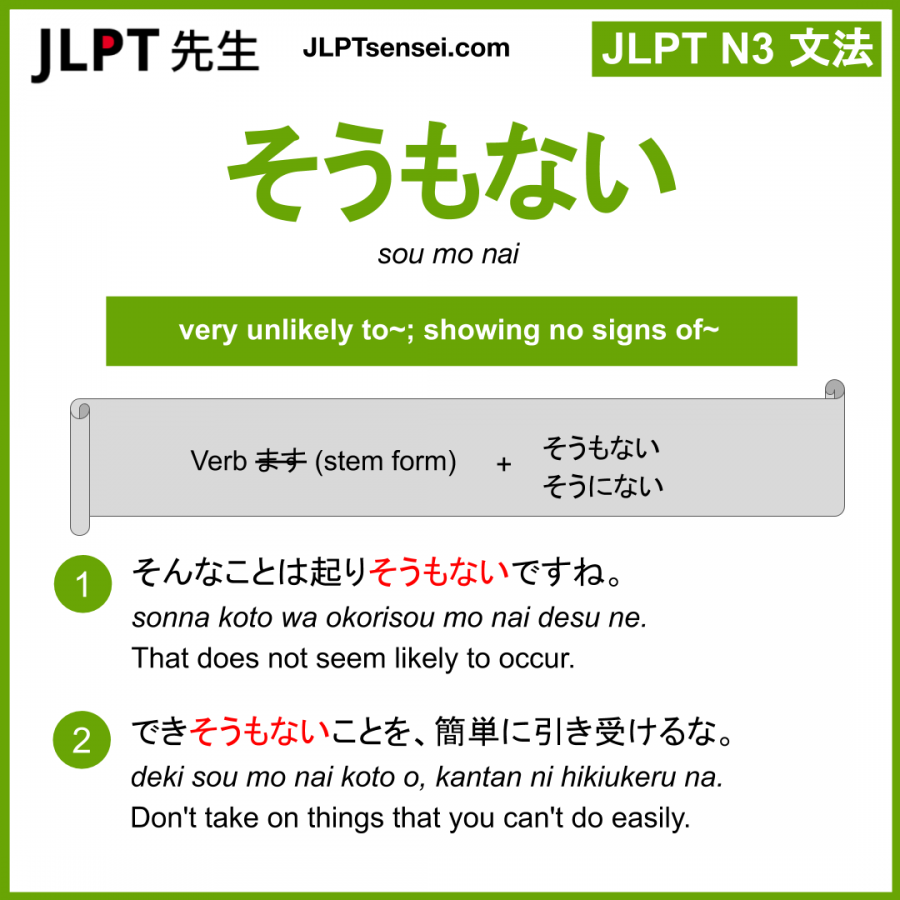 JLPT 先生
JLPTsensei.com
JLPT N3 文法
そうもない
sou mo nai
very unlikely to~; showing no signs of~
Verb ます (stem form) + そうもない
そうにない
1 そんなことは起りそうもないですね。
sonna koto wa okorisou mo nai desu ne.
That does not seem likely to occur.
2 できそうもないことを、簡単に引き受けるな。
deki sou mo nai koto o, kantan ni hikiukeru na.
Don't take on things that you can't do easily.